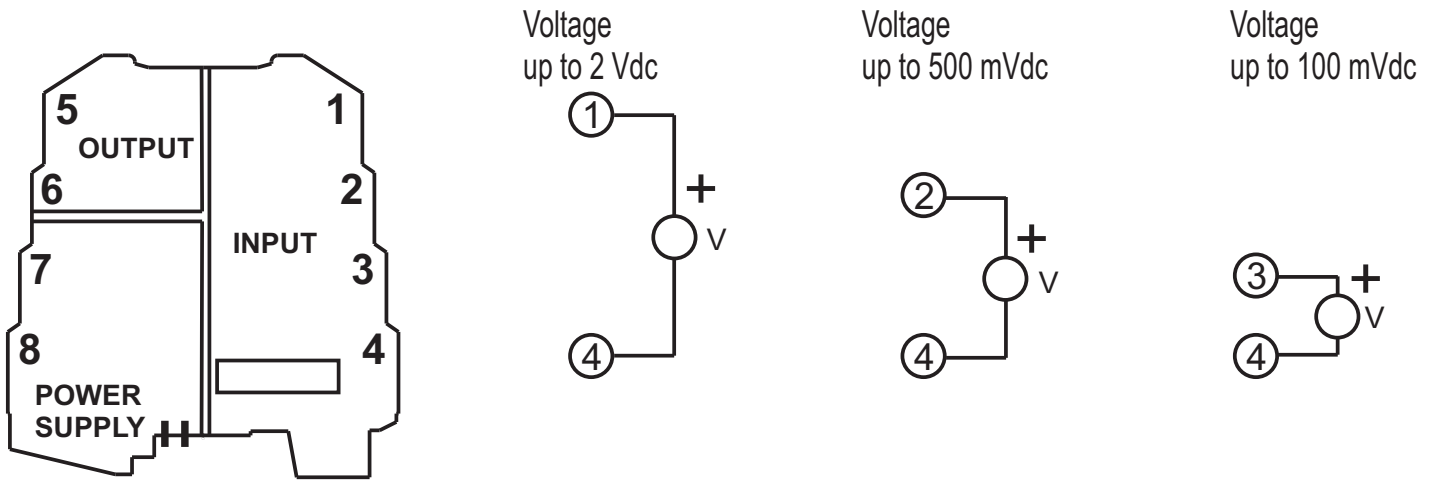 5
OUTPUT
6
7
8
POWER
SUPPLY
1
2
INPUT
3
4
Voltage
up to 2 Vdc
1
+
V
4
Voltage
up to 500 mVdc
2
+
V
4
Voltage
up to 100 mVdc
3
+
V
4